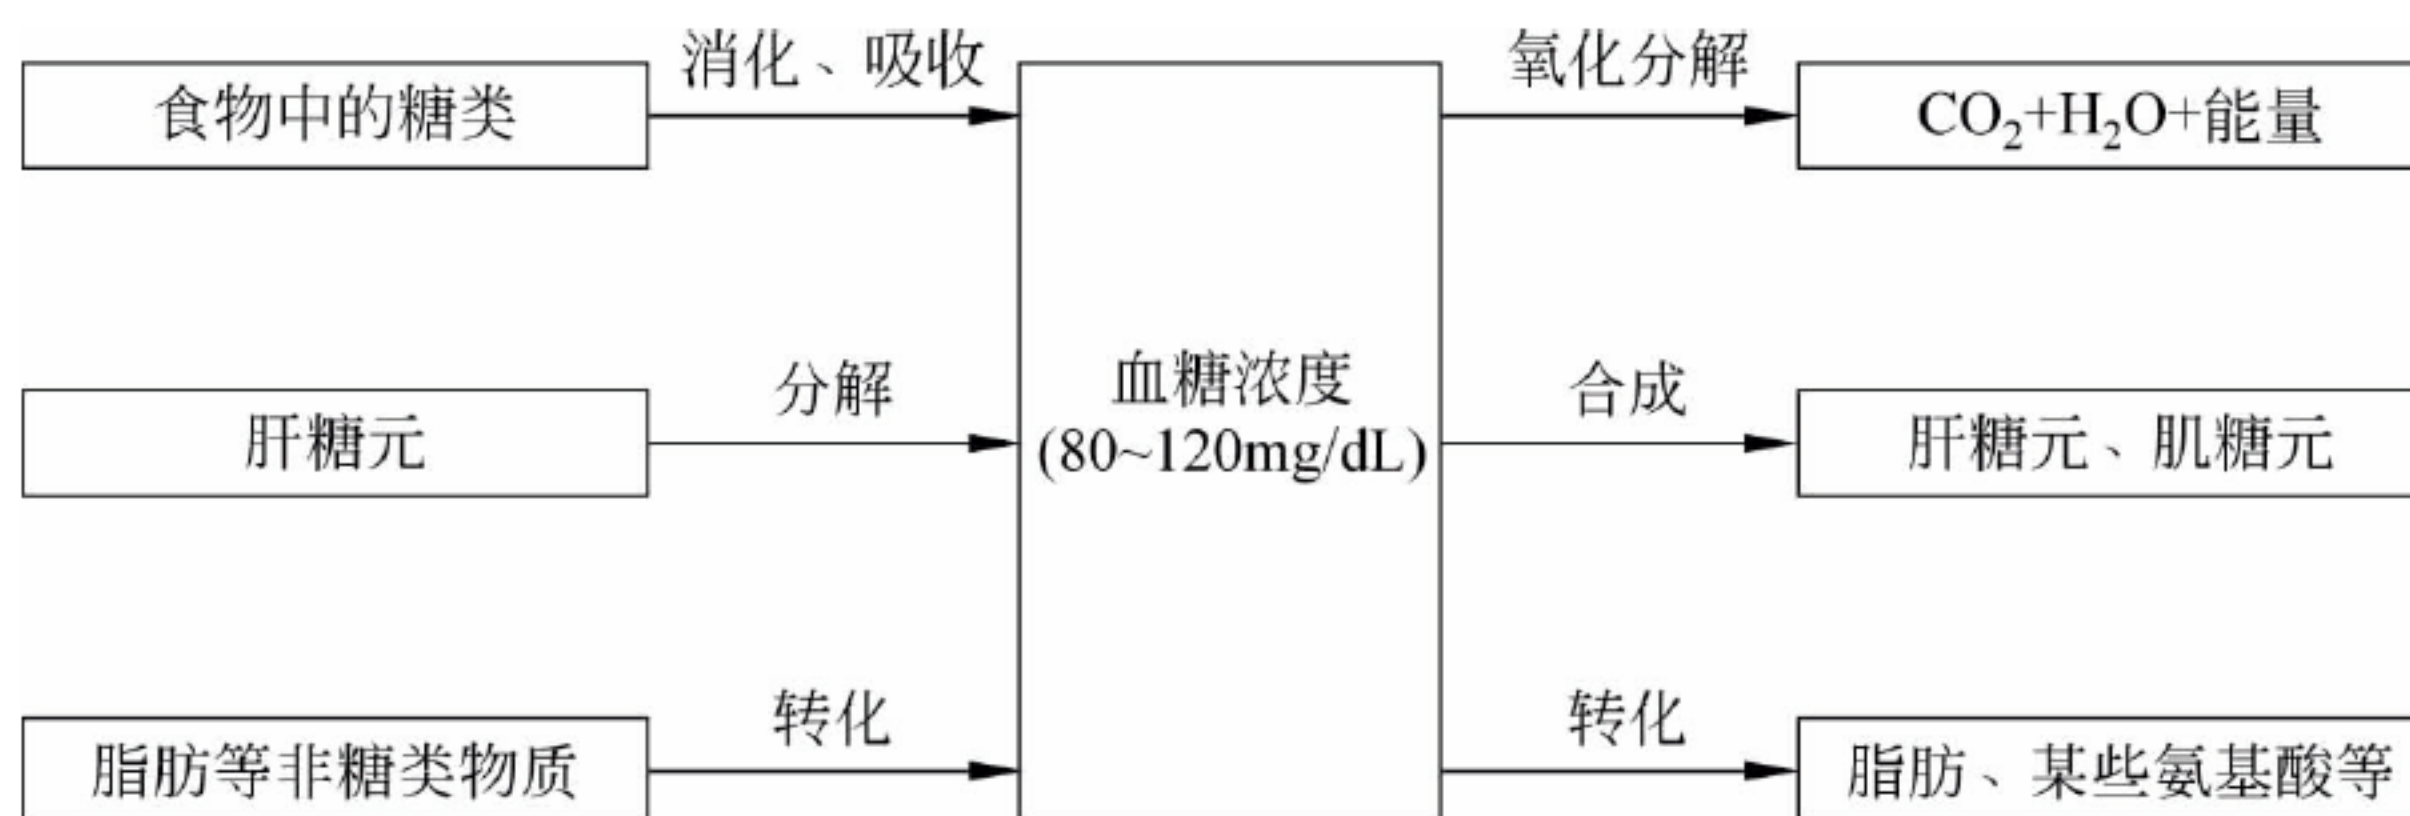 食物中的糖类
消化、吸收
氧化分解
CO₂+H₂O+能量
肝糖元
分解
血糖浓度
(80~120mg/dL)
合成
肝糖元、肌糖元
脂肪等非糖类物质
转化
转化
脂肪、某些氨基酸等